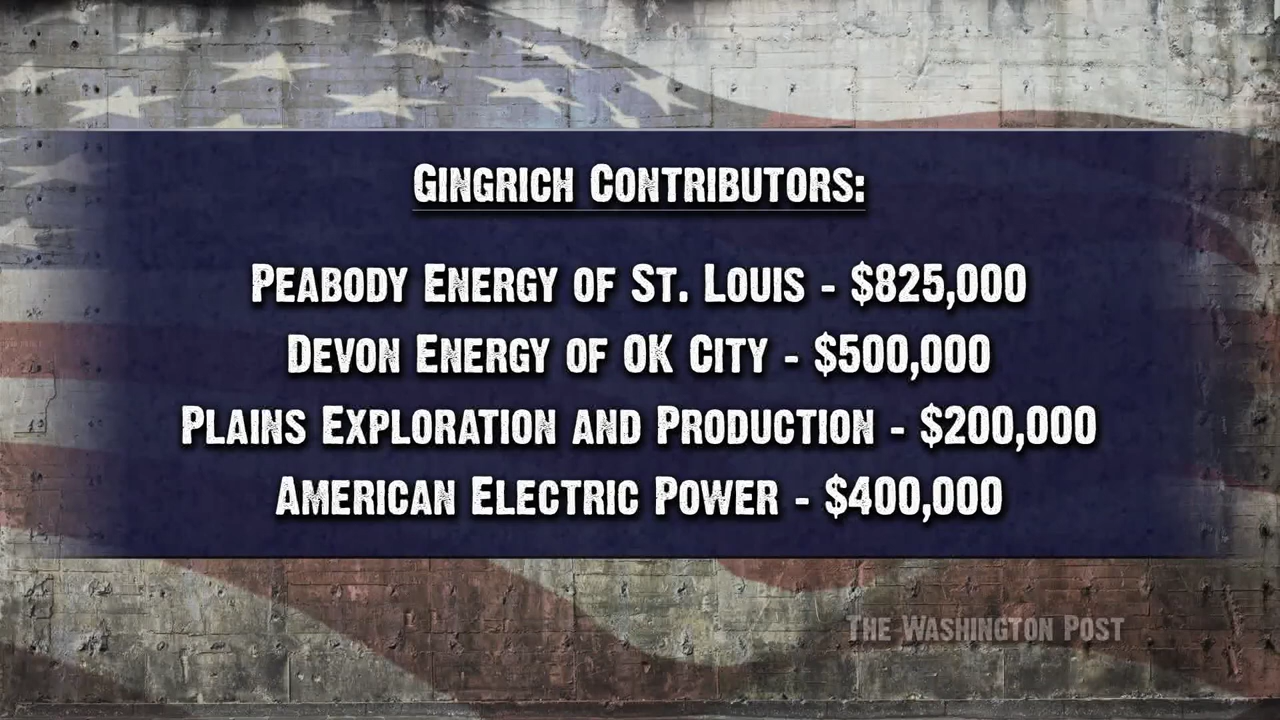 Gingrich Contributors:
Peabody Energy of St. Louis - $825,000
Devon Energy of OK City - $500,000
Plains Exploration and Production - $200,000
American Electric Power - $400,000
The Washington Post